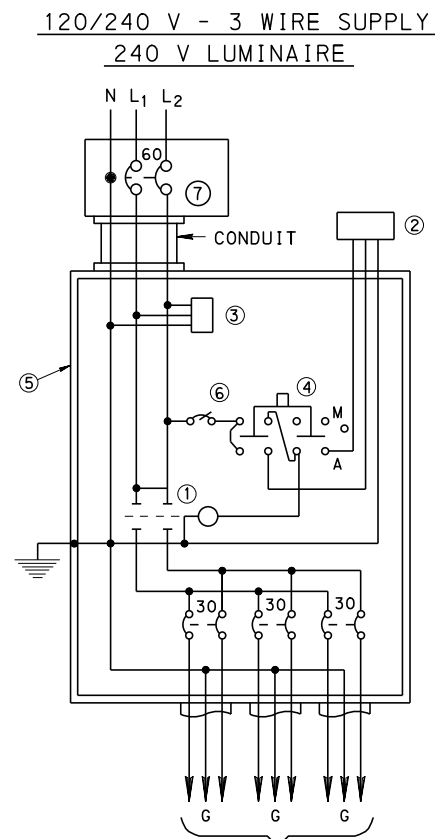 120/240 V - 3 WIRE SUPPLY
240 V LUMINAIRE
N L1 L2
60
7
2
CONDUIT
3
5
6
4
M
A
1
30 30 30
G G G